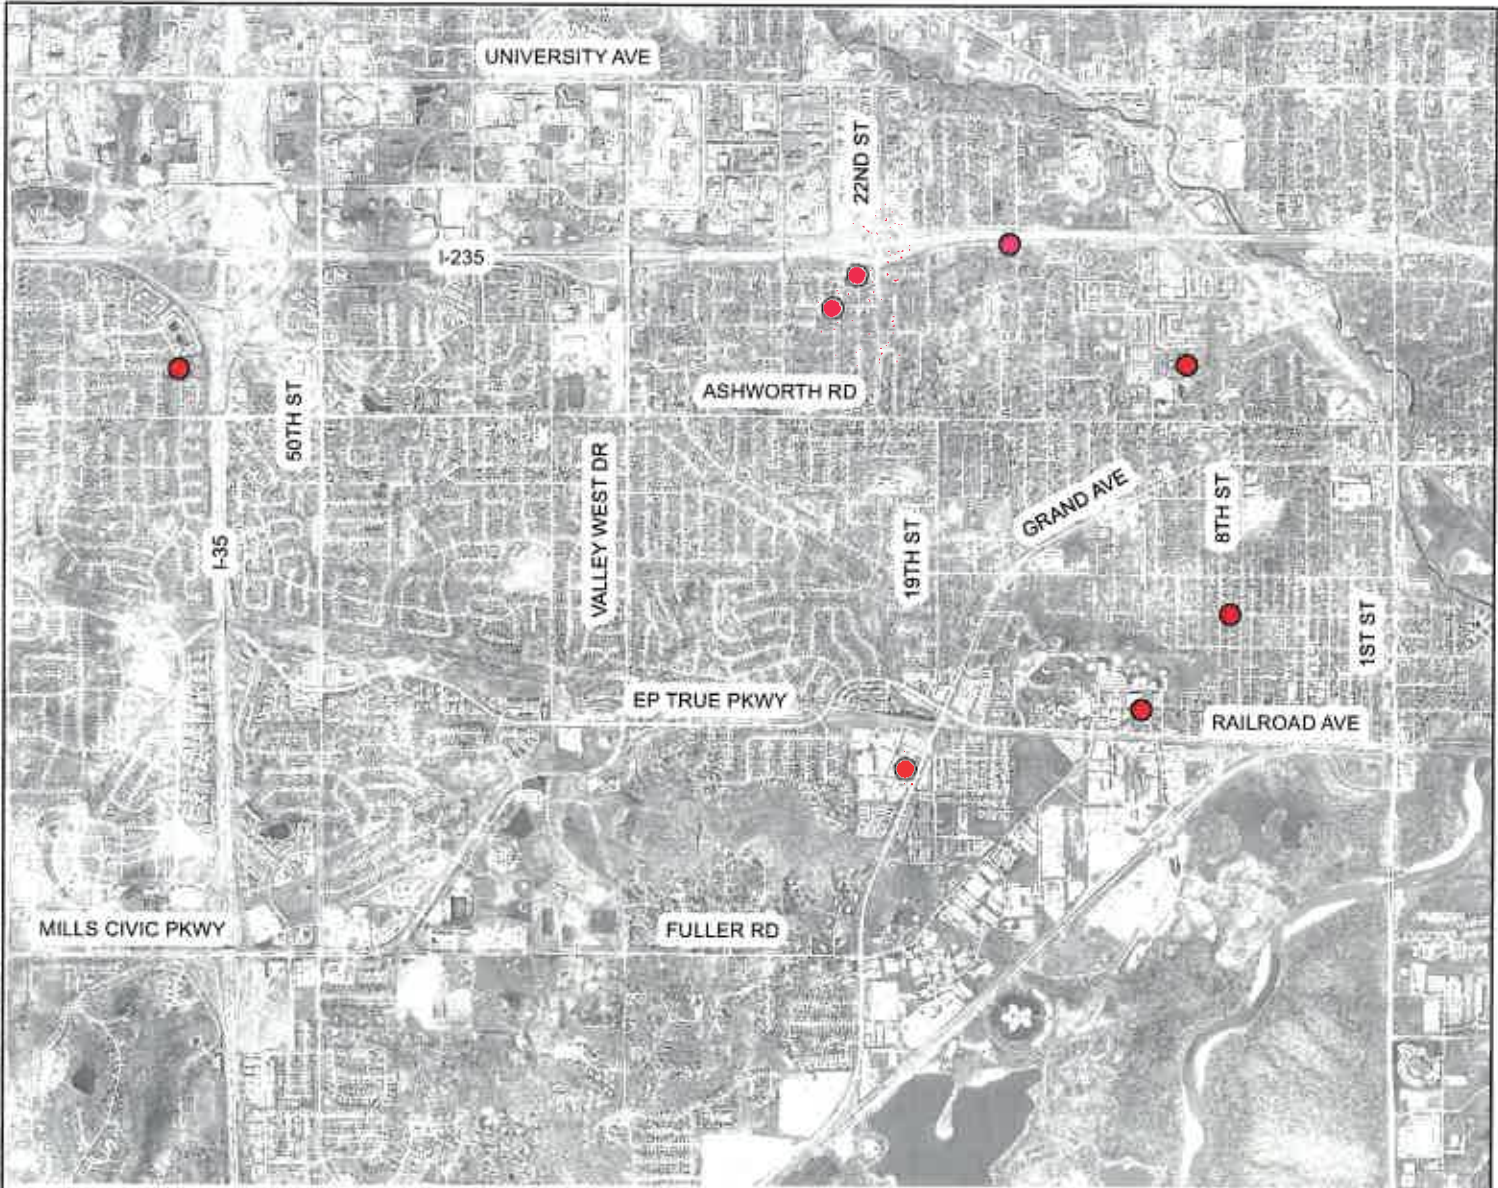 UNIVERSITY AVE
22ND ST
I-235
ASHWORTH RD
50TH ST
VALLEY WEST DR
GRAND AVE
8TH ST
I-35
19TH ST
1ST ST
EP TRUE PKWY
RAILROAD AVE
MILLS CIVIC PKWY
FULLER RD